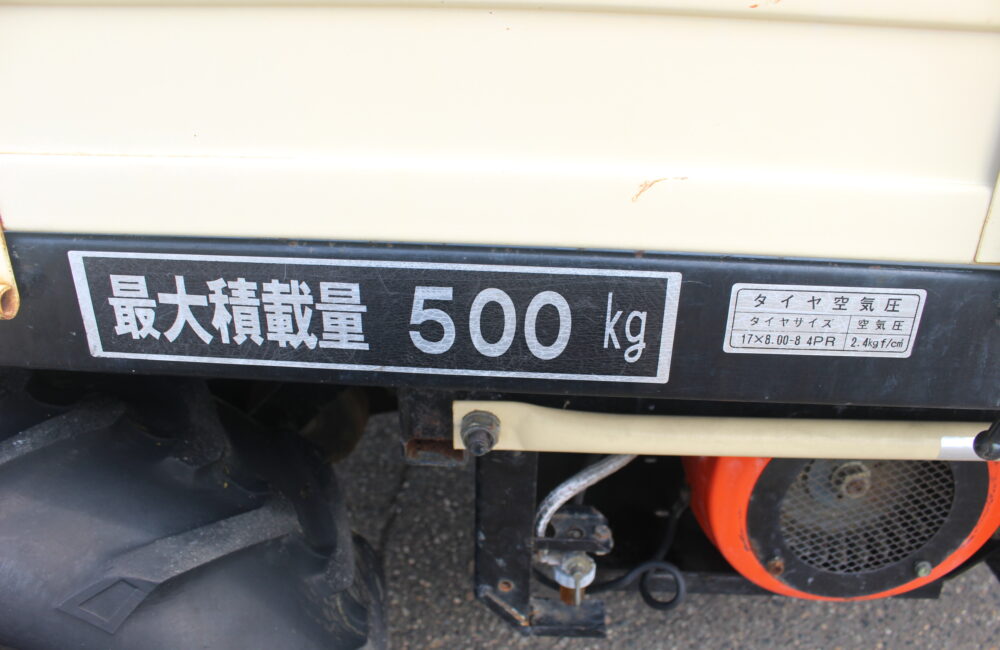 最大積載量 500 kg
タイヤ空気圧
タイヤサイズ 空気圧
17×8.00-8 4PR 2.4kgf/c㎡